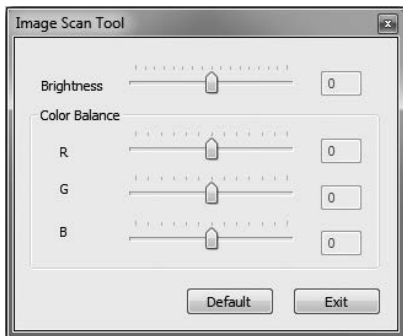 Image Scan Tool
Brightness 0
Color Balance
R 0
G 0
B 0
Default Exit